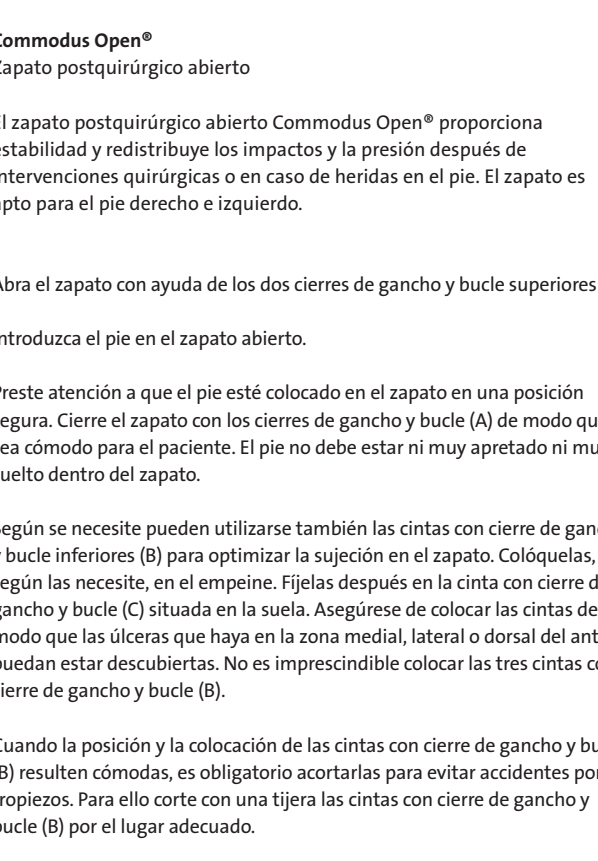 Commodus Open®
Zapato postquirúrgico abierto
El zapato postquirúrgico abierto Commodus Open® proporciona
estabilidad y redistribuye los impactos y la presión después de
intervenciones quirúrgicas o en caso de heridas en el pie. El zapato es
apto para el pie derecho e izquierdo.
Abra el zapato con ayuda de los dos cierres de gancho y bucle superiores
Introduzca el pie en el zapato abierto.
Preste atención a que el pie esté colocado en el zapato en una posición
segura. Cierre el zapato con los cierres de gancho y bucle (A) de modo qu
sea cómodo para el paciente. El pie no debe estar ni muy apretado ni mu
suelto dentro del zapato.
Según se necesite pueden utilizarse también las cintas con cierre de ganc
y bucle inferiores (B) para optimizar la sujeción en el zapato. Colóquelas,
según las necesite, en el empeine. Fíjelas después en la cinta con cierre d
gancho y bucle (C) situada en la suela. Asegúrese de colocar las cintas de
modo que las úlceras que haya en la zona medial, lateral o dorsal del ant
puedan estar descubiertas. No es imprescindible colocar las tres cintas co
cierre de gancho y bucle (B).
Cuando la posición y la colocación de las cintas con cierre de gancho y bu
(B) resulten cómodas, es obligatorio acortarlas para evitar accidentes por
tropiezos. Para ello corte con una tijera las cintas con cierre de gancho y
bucle (B) por el lugar adecuado.